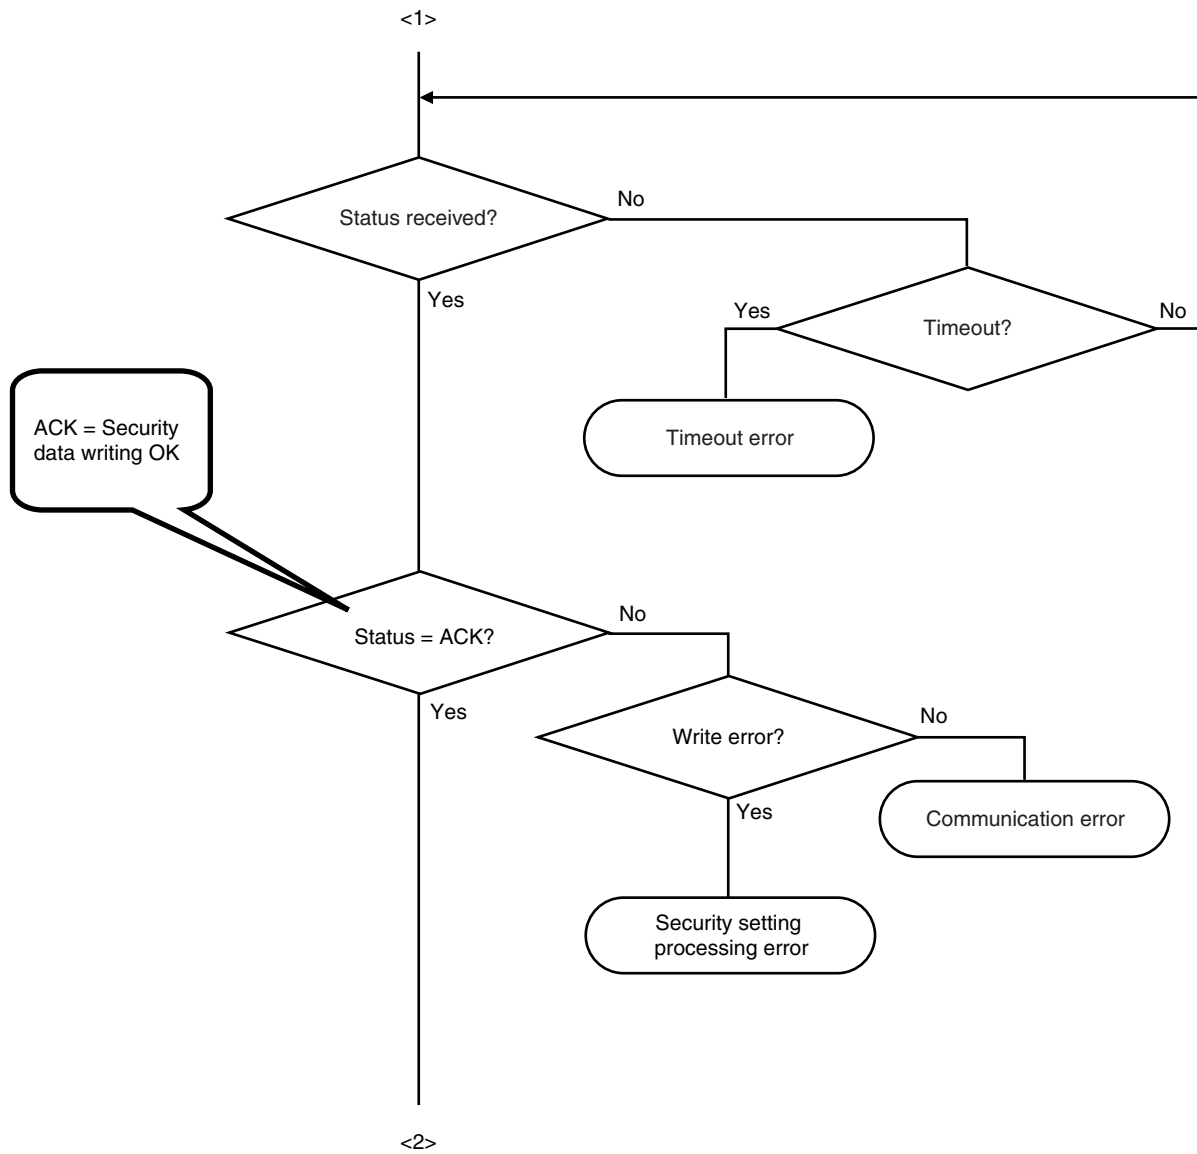 <1>
Status received?
No
Yes
Timeout?
Yes
No
Timeout error
ACK = Security
data writing OK
Status = ACK?
No
Yes
Write error?
No
Yes
Communication error
Security setting
processing error
<2>